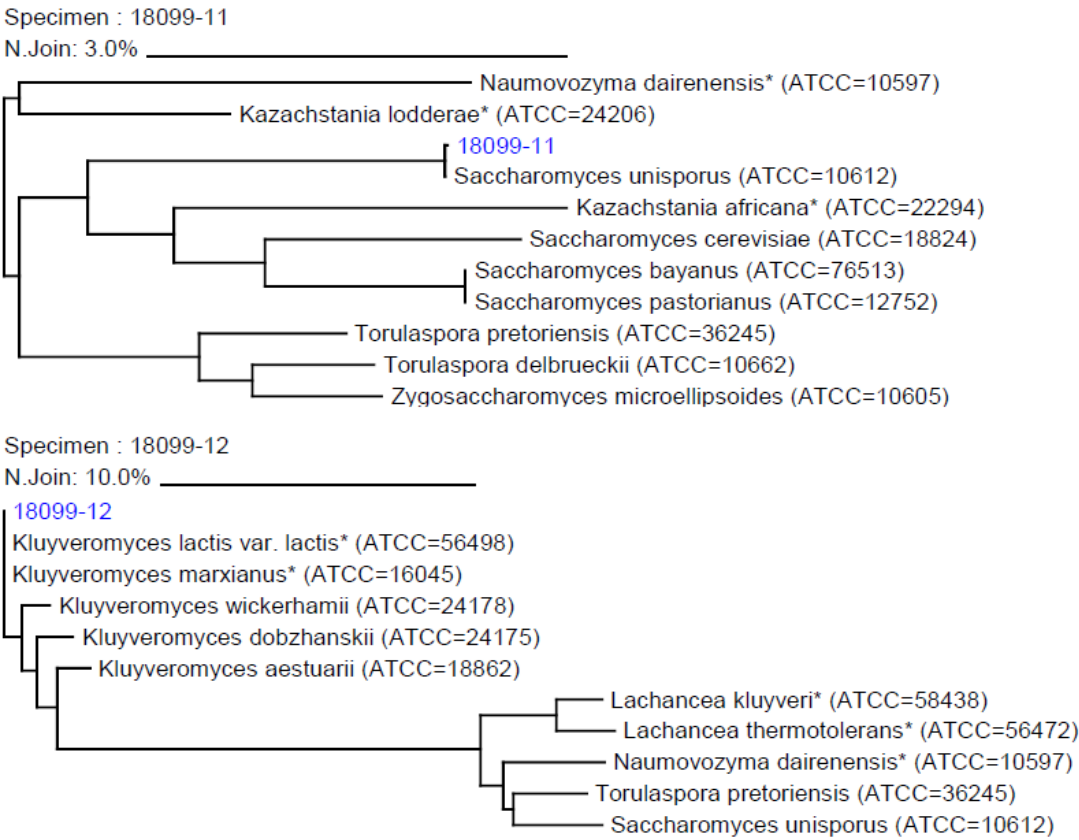 Specimen : 18099-11
N.Join: 3.0%
Naumovozyma dairenensis* (ATCC=10597)
Kazachstania lodderae* (ATCC=24206)
18099-11
Saccharomyces unisporus (ATCC=10612)
Kazachstania africana* (ATCC=22294)
Saccharomyces cerevisiae (ATCC=18824)
Saccharomyces bayanus (ATCC=76513)
Saccharomyces pastorianus (ATCC=12752)
Torulaspora pretoriensis (ATCC=36245)
Torulaspora delbrueckii (ATCC=10662)
Zygosaccharomyces microellipsoides (ATCC=10605)
Specimen : 18099-12
N.Join: 10.0%
18099-12
Kluyveromyces lactis var. lactis* (ATCC=56498)
Kluyveromyces marxianus* (ATCC=16045)
Kluyveromyces wickerhamii (ATCC=24178)
Kluyveromyces dobzhanskii (ATCC=24175)
Kluyveromyces aestuarii (ATCC=18862)
Lachancea kluyveri* (ATCC=58438)
Lachancea thermotolerans* (ATCC=56472)
Naumovozyma dairenensis* (ATCC=10597)
Torulaspora pretoriensis (ATCC=36245)
Saccharomyces unisporus (ATCC=10612)